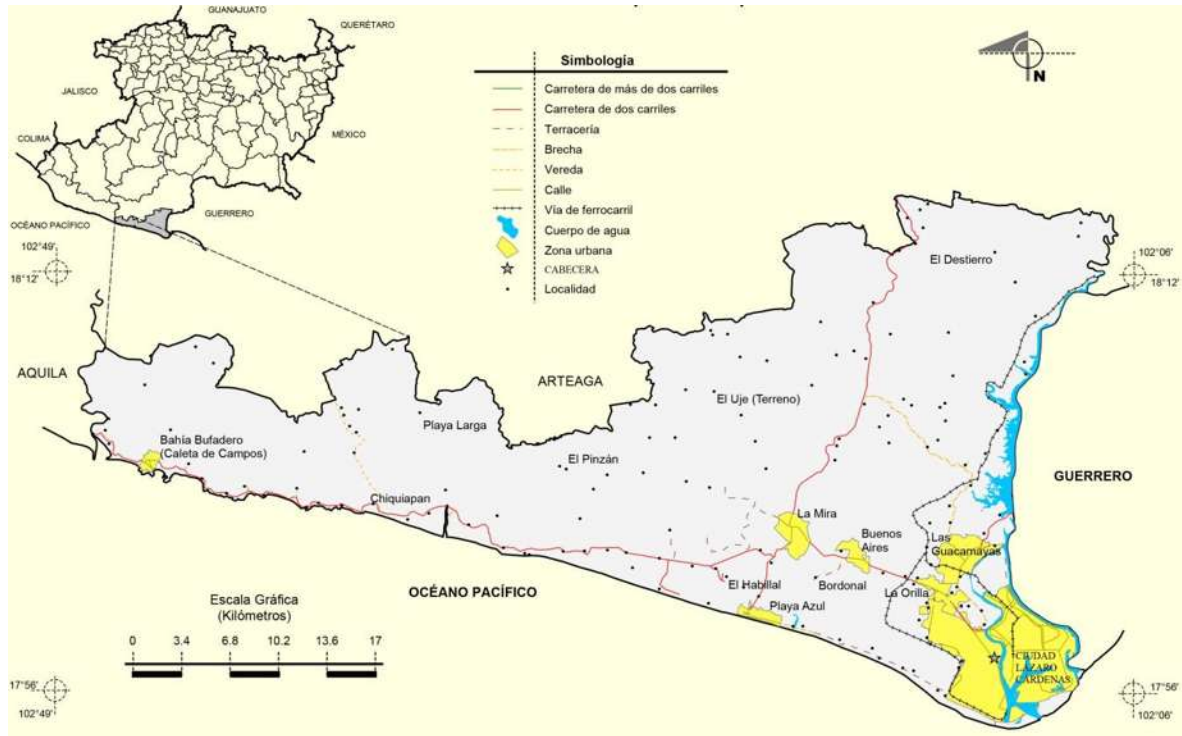 GUANAJUATO
QUERÉTARO
JALISCO
COLIMA
MÉXICO
GUERRERO
OCÉANO PACÍFICO
102°49'
18°12'
Simbología
Carretera de más de dos carriles
Carretera de dos carriles
Terracería
Brecha
Vereda
Calle
Vía de ferrocarril
Cuerpo de agua
Zona urbana
CABECERA
Localidad
N
102°06'
18°12'
El Destierro
AQUILA
ARTEAGA
El Uje (Terreno)
Playa Larga
Bahía Bufadero
(Caleta de Campos)
El Pinzán
GUERRERO
Chiquiapan
La Mira
Buenos
Aires
Las
Guacamayas
OCÉANO PACÍFICO
El Habillal
Bordonal
La Orilla
Playa Azul
Escala Gráfica
(Kilómetros)
0 3.4 6.8 10.2 13.6 17
CIUDAD
LÁZARO
CÁRDENAS
17°56'
102°49'
17°56'
102°06'